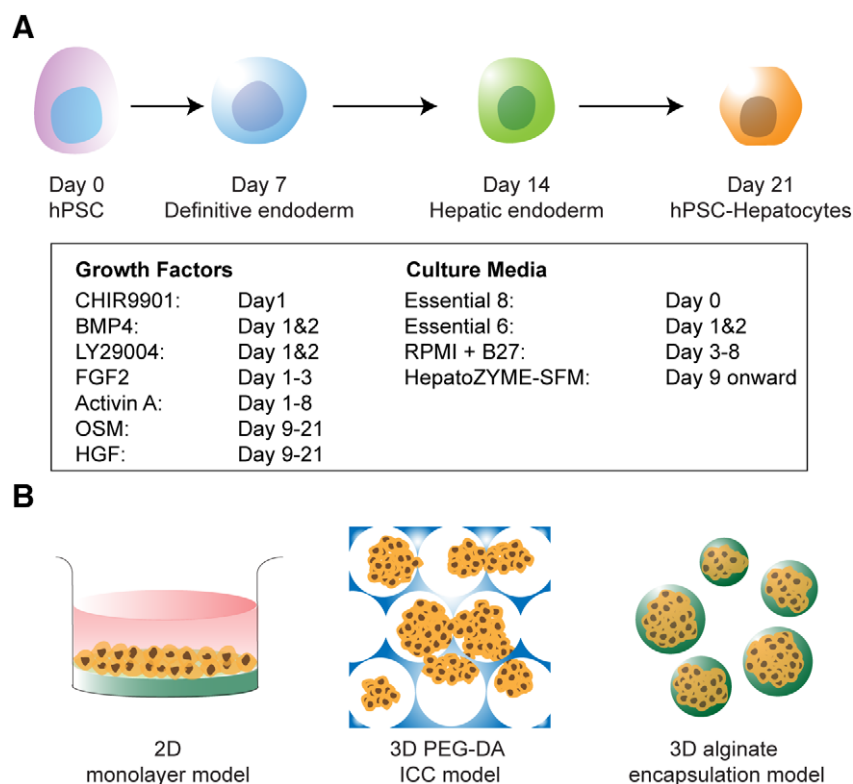 A
Day 0
hPSC
Day 7
Definitive endoderm
Day 14
Hepatic endoderm
Day 21
hPSC-Hepatocytes
Growth Factors
CHIR9901: Day1
BMP4: Day 1&2
LY29004: Day 1&2
FGF2 Day 1-3
Activin A: Day 1-8
OSM: Day 9-21
HGF: Day 9-21
Culture Media
Essential 8: Day 0
Essential 6: Day 1&2
RPMI + B27: Day 3-8
HepatoZYME-SFM: Day 9 onward
B
2D
monolayer model
3D PEG-DA
ICC model
3D alginate
encapsulation model